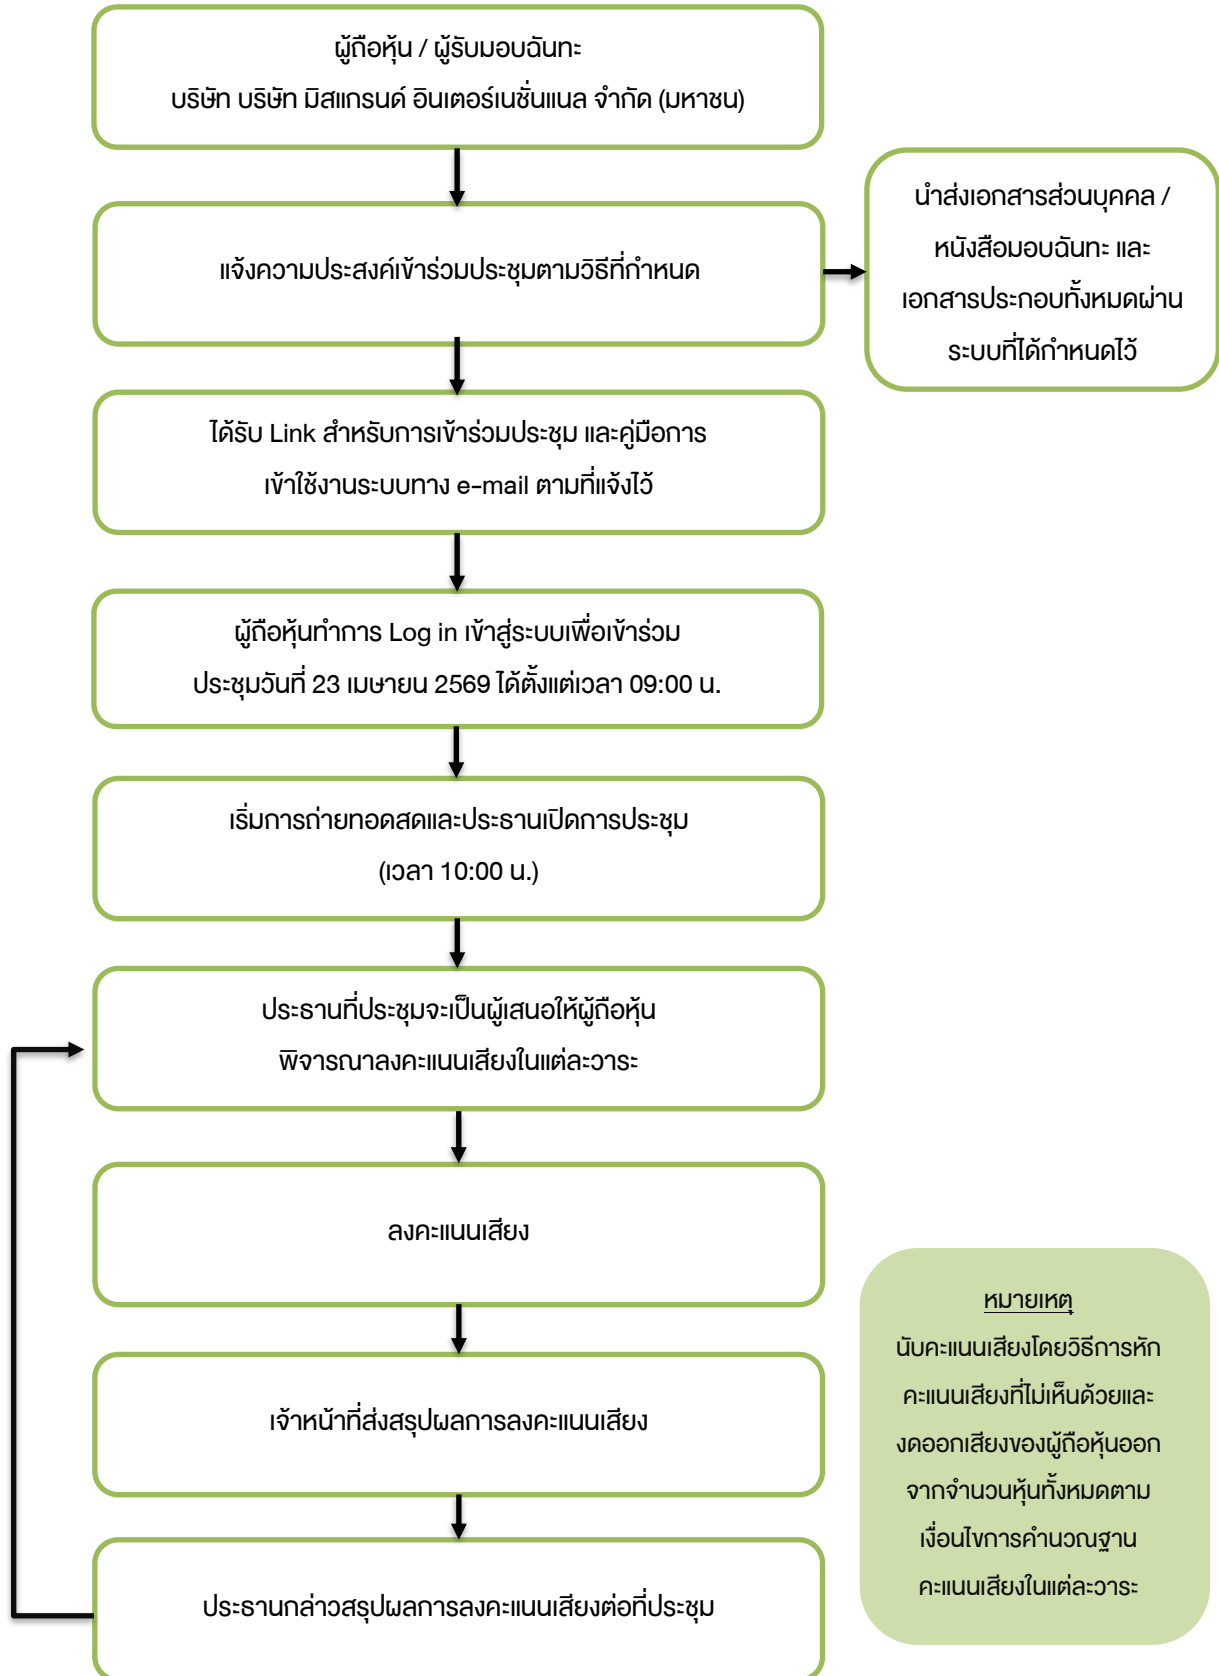 ผู้ถือหุ้น / ผู้รับมอบฉันทะ
บริษัท บริษัท มิสแกรนด์ อินเตอร์เนชั่นแนล จำกัด (มหาชน)
แจ้งความประสงค์เข้าร่วมประชุมตามวิธีที่กำหนด
นำส่งเอกสารส่วนบุคคล /
หนังสือมอบฉันทะ และ
เอกสารประกอบทั้งหมดผ่าน
ระบบที่ได้กำหนดไว้
ได้รับ Link สำหรับการเข้าร่วมประชุม และคู่มือการ
เข้าใช้งานระบบทาง e-mail ตามที่แจ้งไว้
ผู้ถือหุ้นทำการ Log in เข้าสู่ระบบเพื่อเข้าร่วม
ประชุมวันที่ 23 เมษายน 2569 ได้ตั้งแต่เวลา 09:00 น.
เริ่มการถ่ายทอดสดและประธานเปิดการประชุม
(เวลา 10:00 น.)
ประธานที่ประชุมจะเป็นผู้เสนอให้ผู้ถือหุ้น
พิจารณาลงคะแนนเสียงในแต่ละวาระ
ลงคะแนนเสียง
เจ้าหน้าที่ส่งสรุปผลการลงคะแนนเสียง
ประธานกล่าวสรุปผลการลงคะแนนเสียงต่อที่ประชุม
หมายเหตุ
นับคะแนนเสียงโดยวิธีการหัก
คะแนนเสียงที่ไม่เห็นด้วยและ
งดออกเสียงของผู้ถือหุ้นออก
จากจำนวนหุ้นทั้งหมดตาม
เงื่อนไขการคำนวณฐาน
คะแนนเสียงในแต่ละวาระ